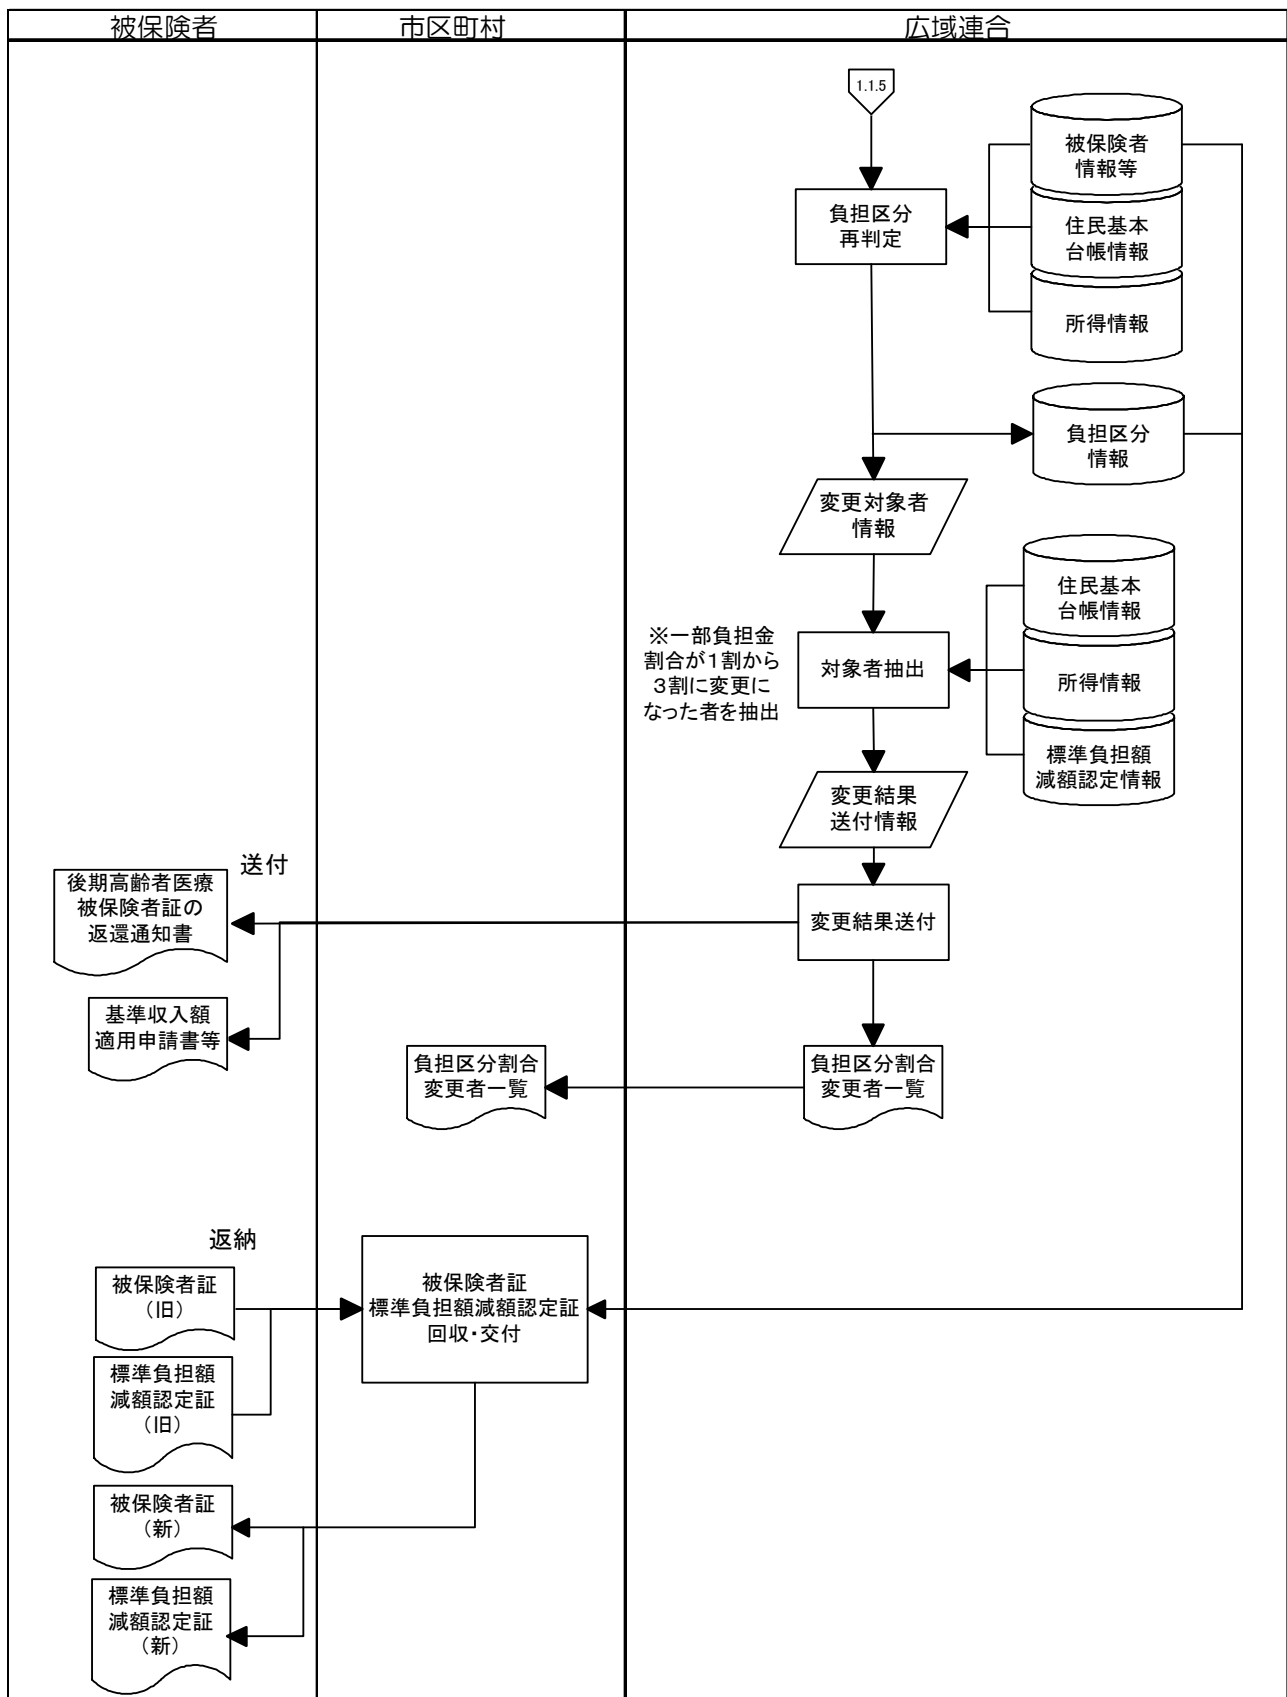 被保険者
市区町村
広域連合
1.1.5
被保険者
情報等
負担区分
再判定
住民基本
台帳情報
所得情報
負担区分
情報
変更対象者
情報
住民基本
台帳情報
※一部負担金
割合が1割から
3割に変更に
なった者を抽出
対象者抽出
所得情報
標準負担額
減額認定情報
変更結果
送付情報
送付
後期高齢者医療
被保険者証の
返還通知書
変更結果送付
基準収入額
適用申請書等
負担区分割合
変更者一覧
負担区分割合
変更者一覧
返納
被保険者証
(旧)
被保険者証
標準負担額減額認定証
回収・交付
標準負担額
減額認定証
(旧)
被保険者証
(新)
標準負担額
減額認定証
(新)